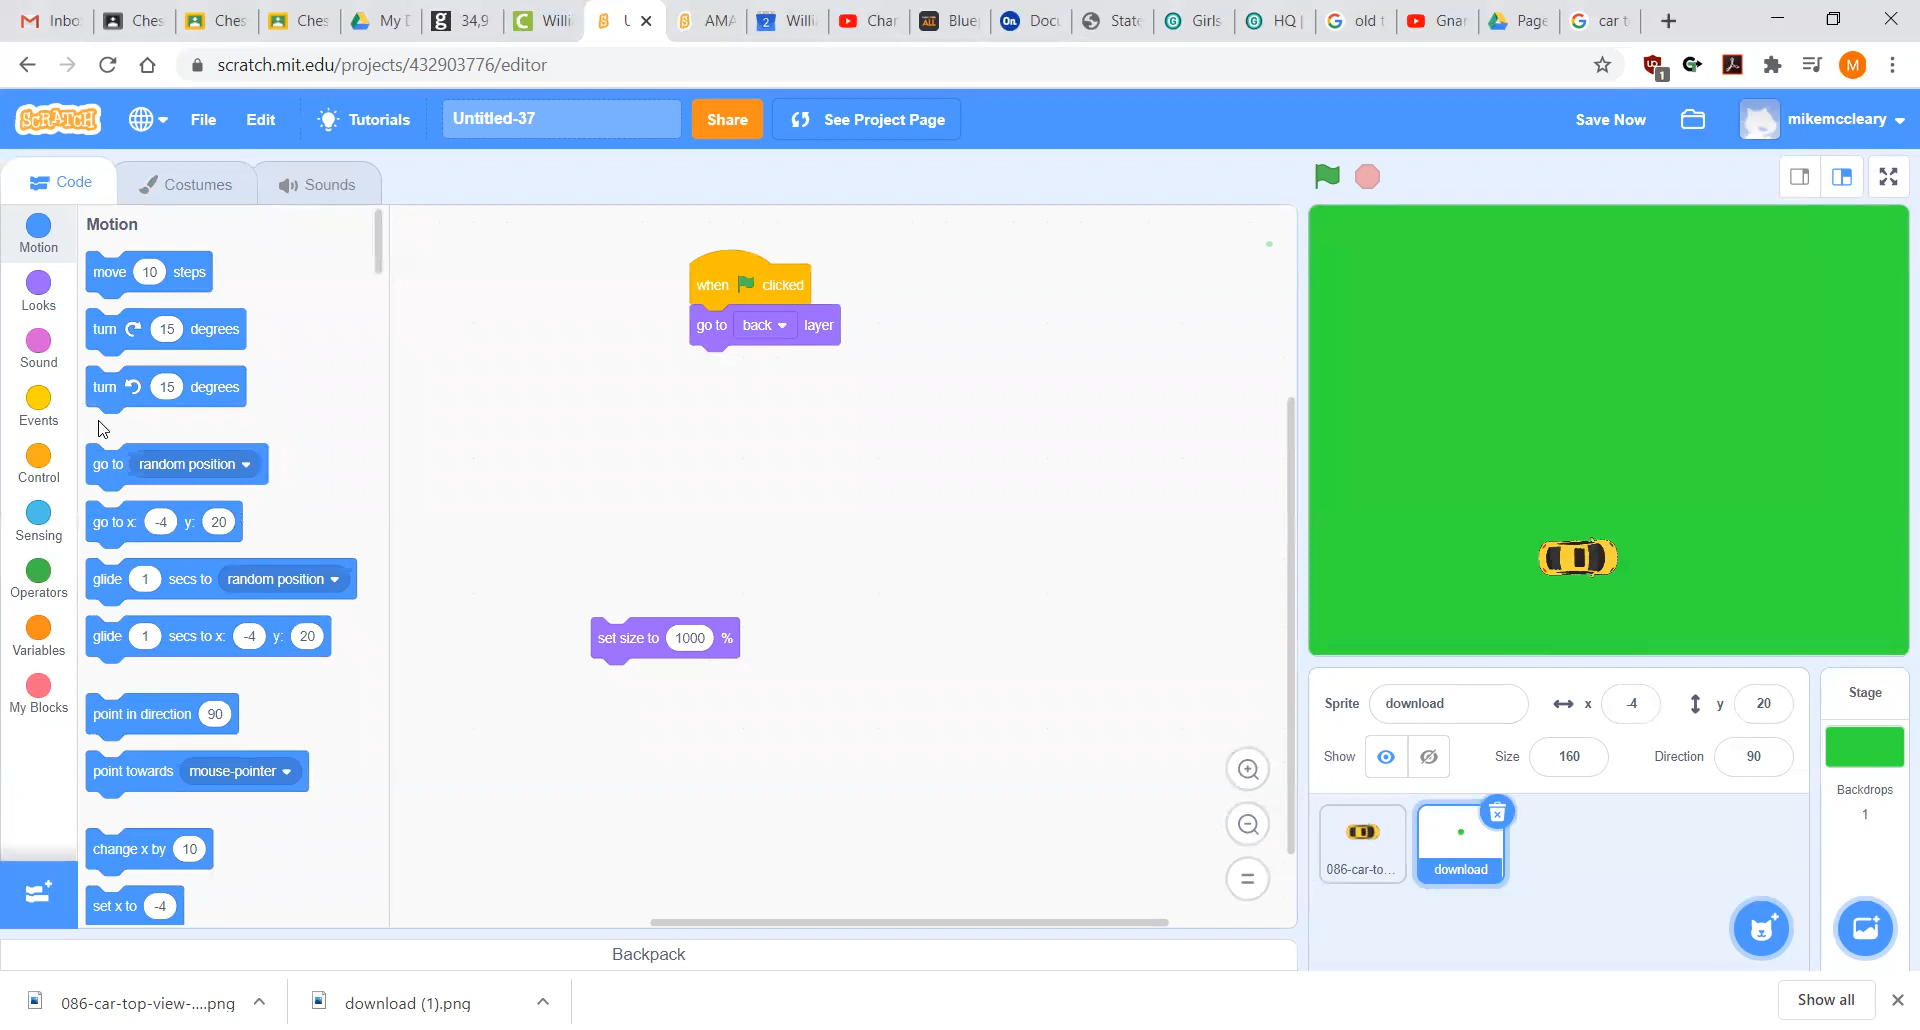 Inbo
Ches
Ches
Ches
My D
34,9
Willi
AMA
Willi
Char
Blue
Docu
State
Girls
HQ
old t
Gnar
Page
car t
scratch.mit.edu/projects/432903776/editor
SCRATCH
File
Edit
Tutorials
Untitled-37
Share
See Project Page
Save Now
mikemccleary
Code
Costumes
Sounds
Motion
Looks
Sound
Events
Control
Sensing
Operators
Variables
My Blocks
Motion
move 10 steps
turn 15 degrees
turn 15 degrees
go to random position
go to x: -4 y: 20
glide 1 secs to random position
glide 1 secs to x: -4 y: 20
point in direction 90
point towards mouse-pointer
change x by 10
set x to -4
when clicked
go to back layer
set size to 1000 %
Sprite download x -4 y 20
Show Size 160 Direction 90
086-car-to...
download
Stage
Backdrops
1
Backpack
086-car-top-view-....png
download (1).png
Show all